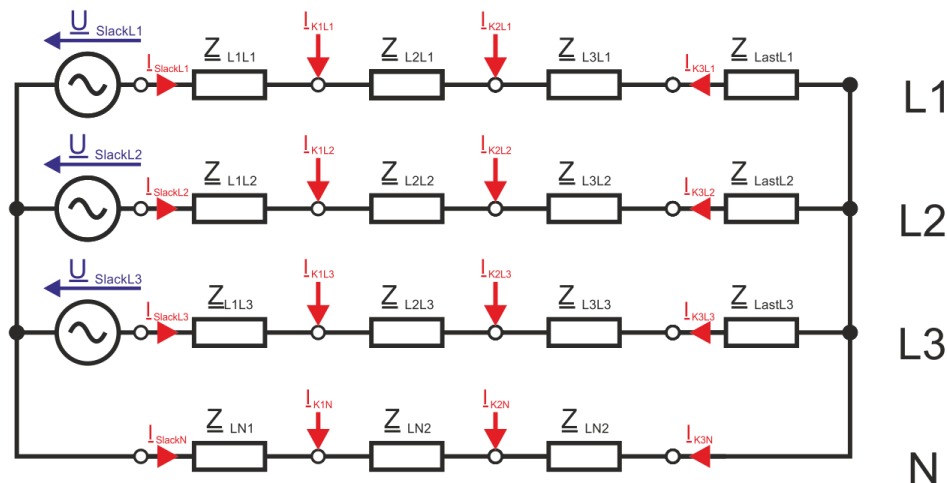 U SlackL1
I SlackL1
Z L1L1
I K1L1
Z L2L1
I K2L1
Z L3L1
I K3L1
Z LastL1
L1
U SlackL2
I SlackL2
Z L1L2
I K1L2
Z L2L2
I K2L2
Z L3L2
I K3L2
Z LastL2
L2
U SlackL3
I SlackL3
Z L1L3
I K1L3
Z L2L3
I K2L3
Z L3L3
I K3L3
Z LastL3
L3
I SlackN
Z LN1
I K1N
Z LN2
I K2N
Z LN2
I K3N
N